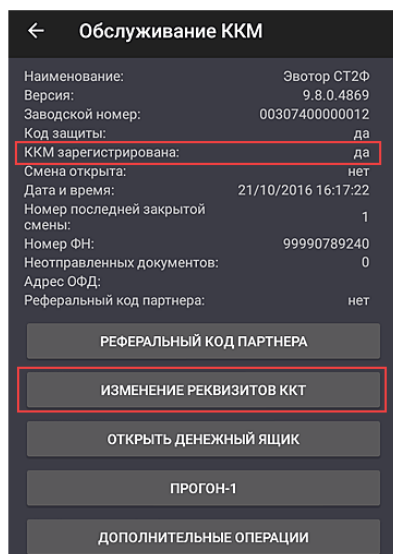 ← Обслуживание ККМ
Наименование: Эвотор СТ2Ф
Версия: 9.8.0.4869
Заводской номер: 00307400000012
Код защиты: да
ККМ зарегистрирована: да
Смена открыта: нет
Дата и время: 21/10/2016 16:17:22
Номер последней закрытой
смены: 1
Номер ФН: 99990789240
Неотправленных документов: 0
Адрес ОФД:
Реферальный код партнера: нет
РЕФЕРАЛЬНЫЙ КОД ПАРТНЕРА
ИЗМЕНЕНИЕ РЕКВИЗИТОВ ККТ
ОТКРЫТЬ ДЕНЕЖНЫЙ ЯЩИК
ПРОГОН-1
ДОПОЛНИТЕЛЬНЫЕ ОПЕРАЦИИ